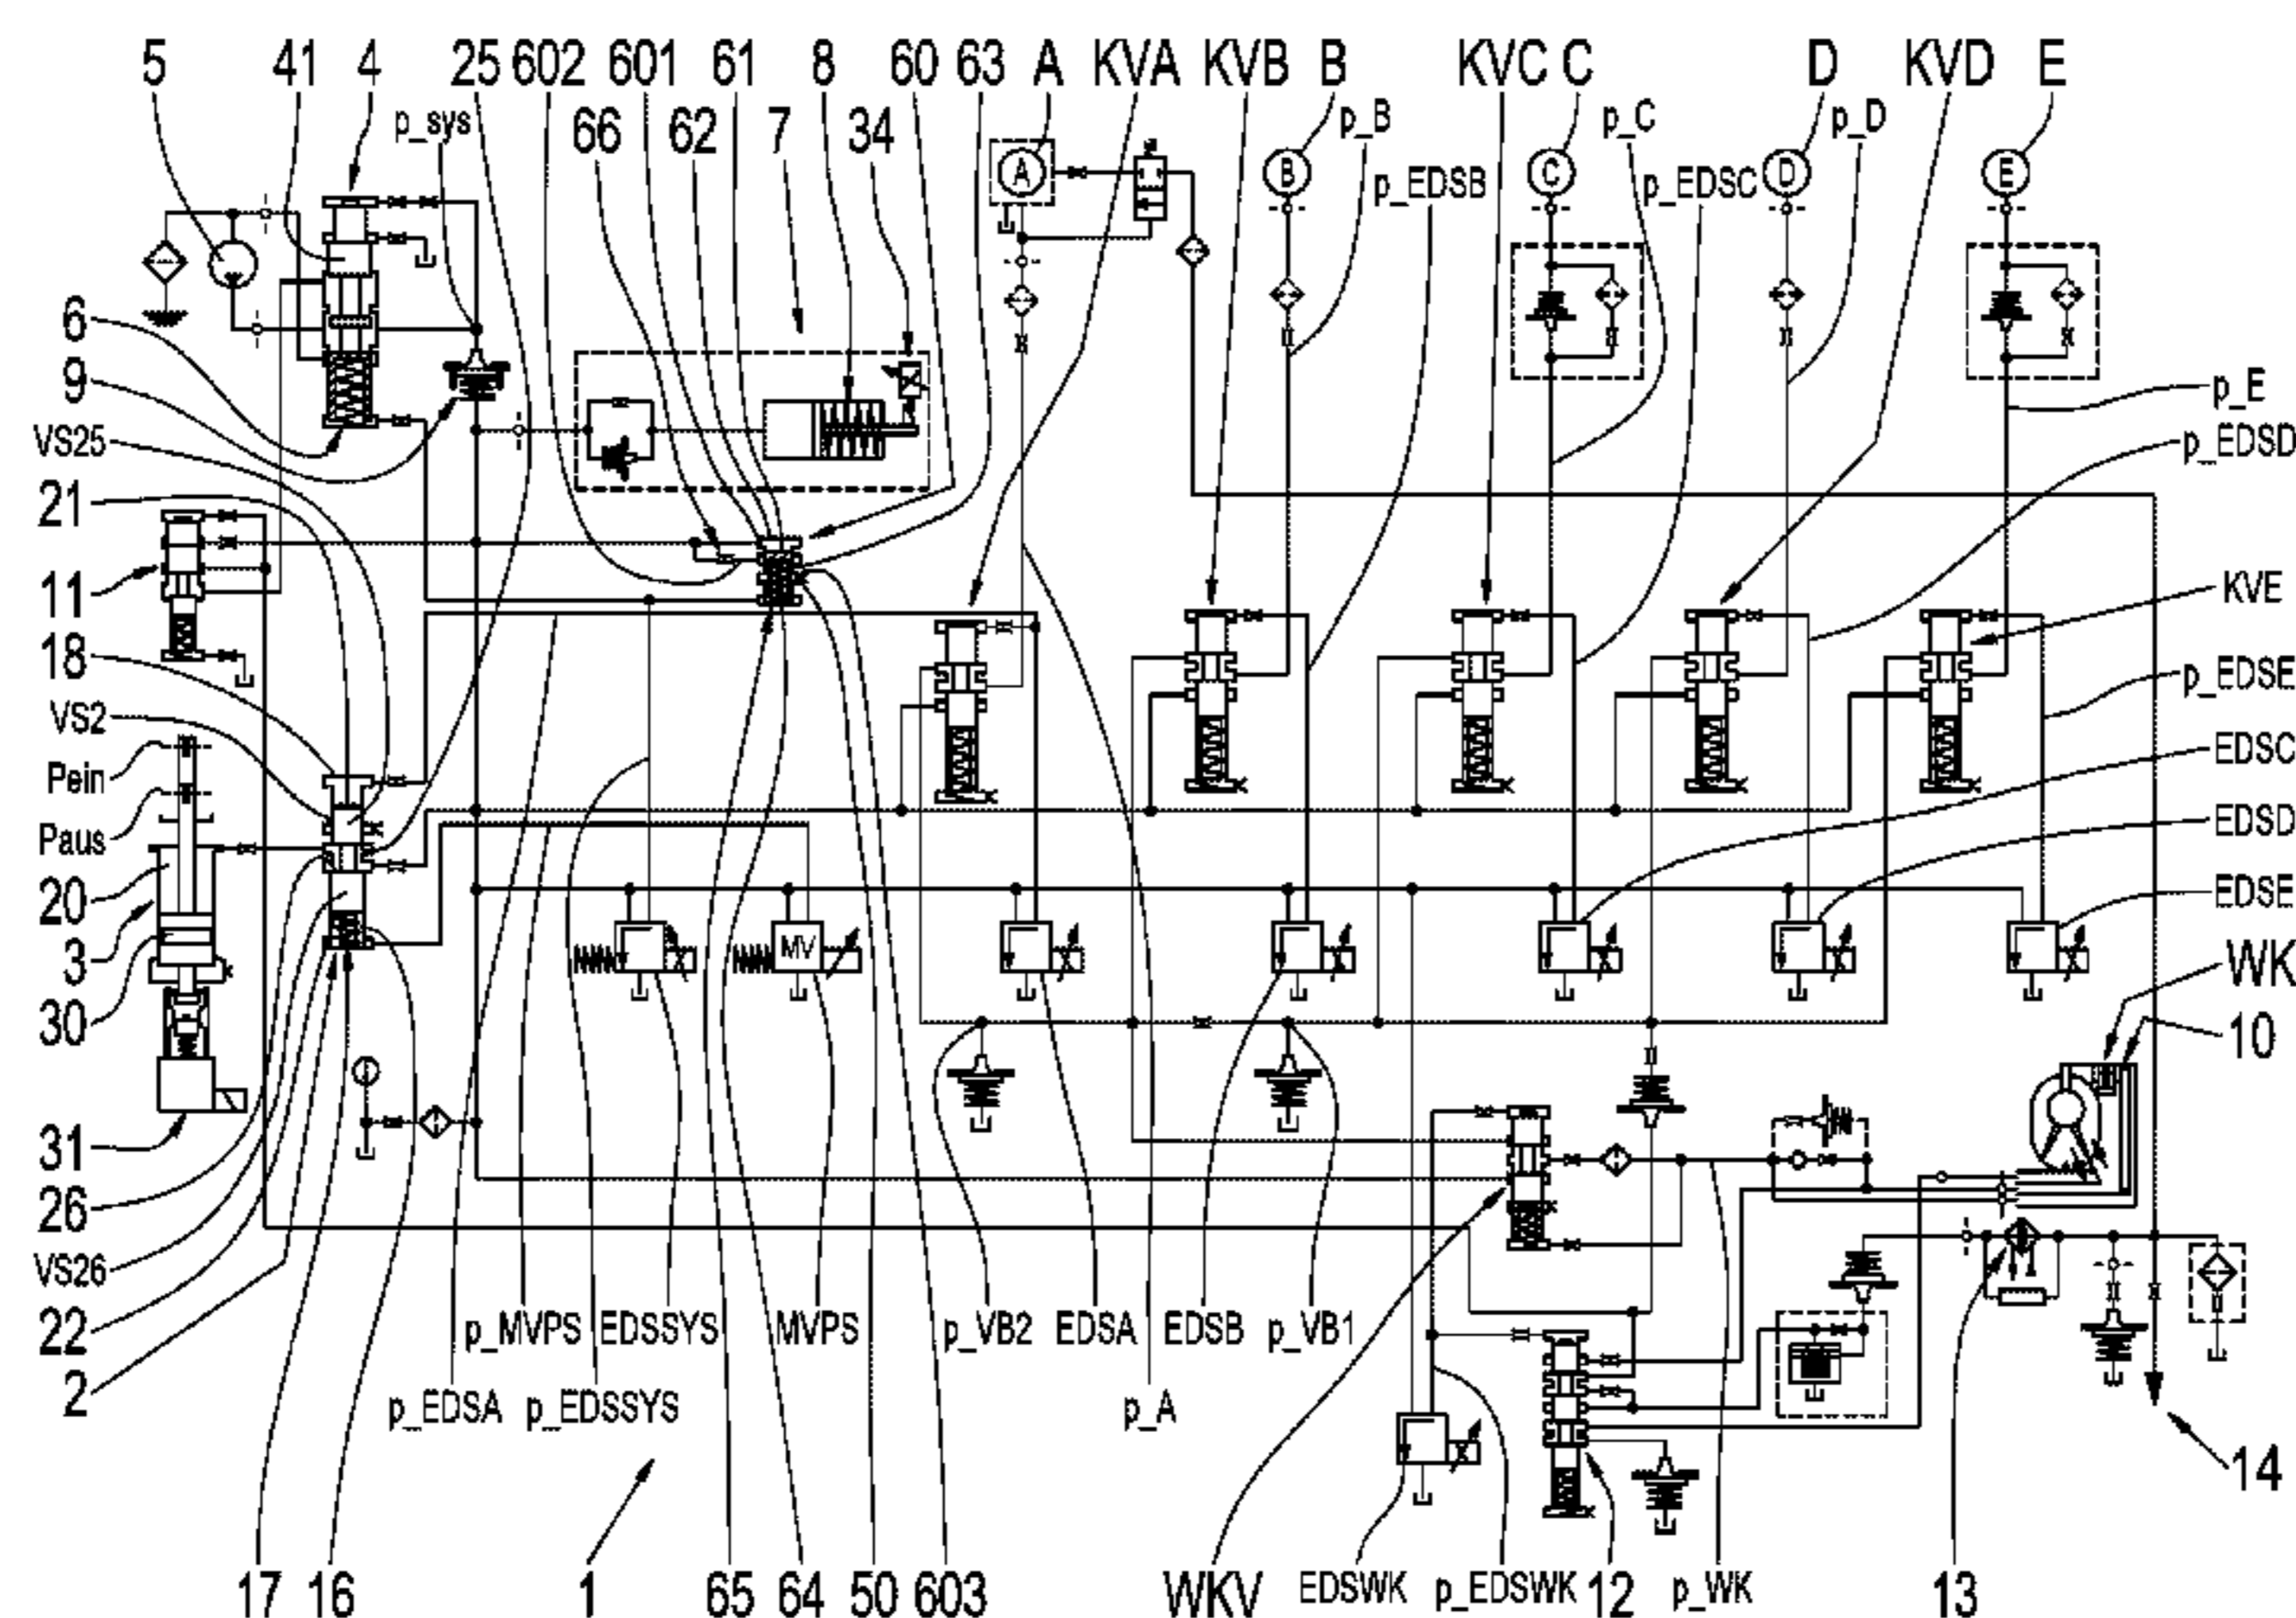 5 41 4 25 602 601 61 8 60 63 A KVA KVB B KVC C D KVD E
p_sys 66 62 7 34 p_B p_C p_D
A B C D E
p_EDSB p_EDSC
6
9
p_E
VS25
p_EDSD
21
11
KVE
18
p_EDSE
VS2
EDSC
Pein
EDSD
Paus
20
EDSE
3
MV
WK
30
10
31
26
VS26
22
p_MVPS EDSSYS MVPS p_VB2 EDSA EDSB p_VB1
2
p_EDSA p_EDSSYS p_A
14
17 16 1 65 64 50 603 WKV EDSWK p_EDSWK 12 p_WK 13